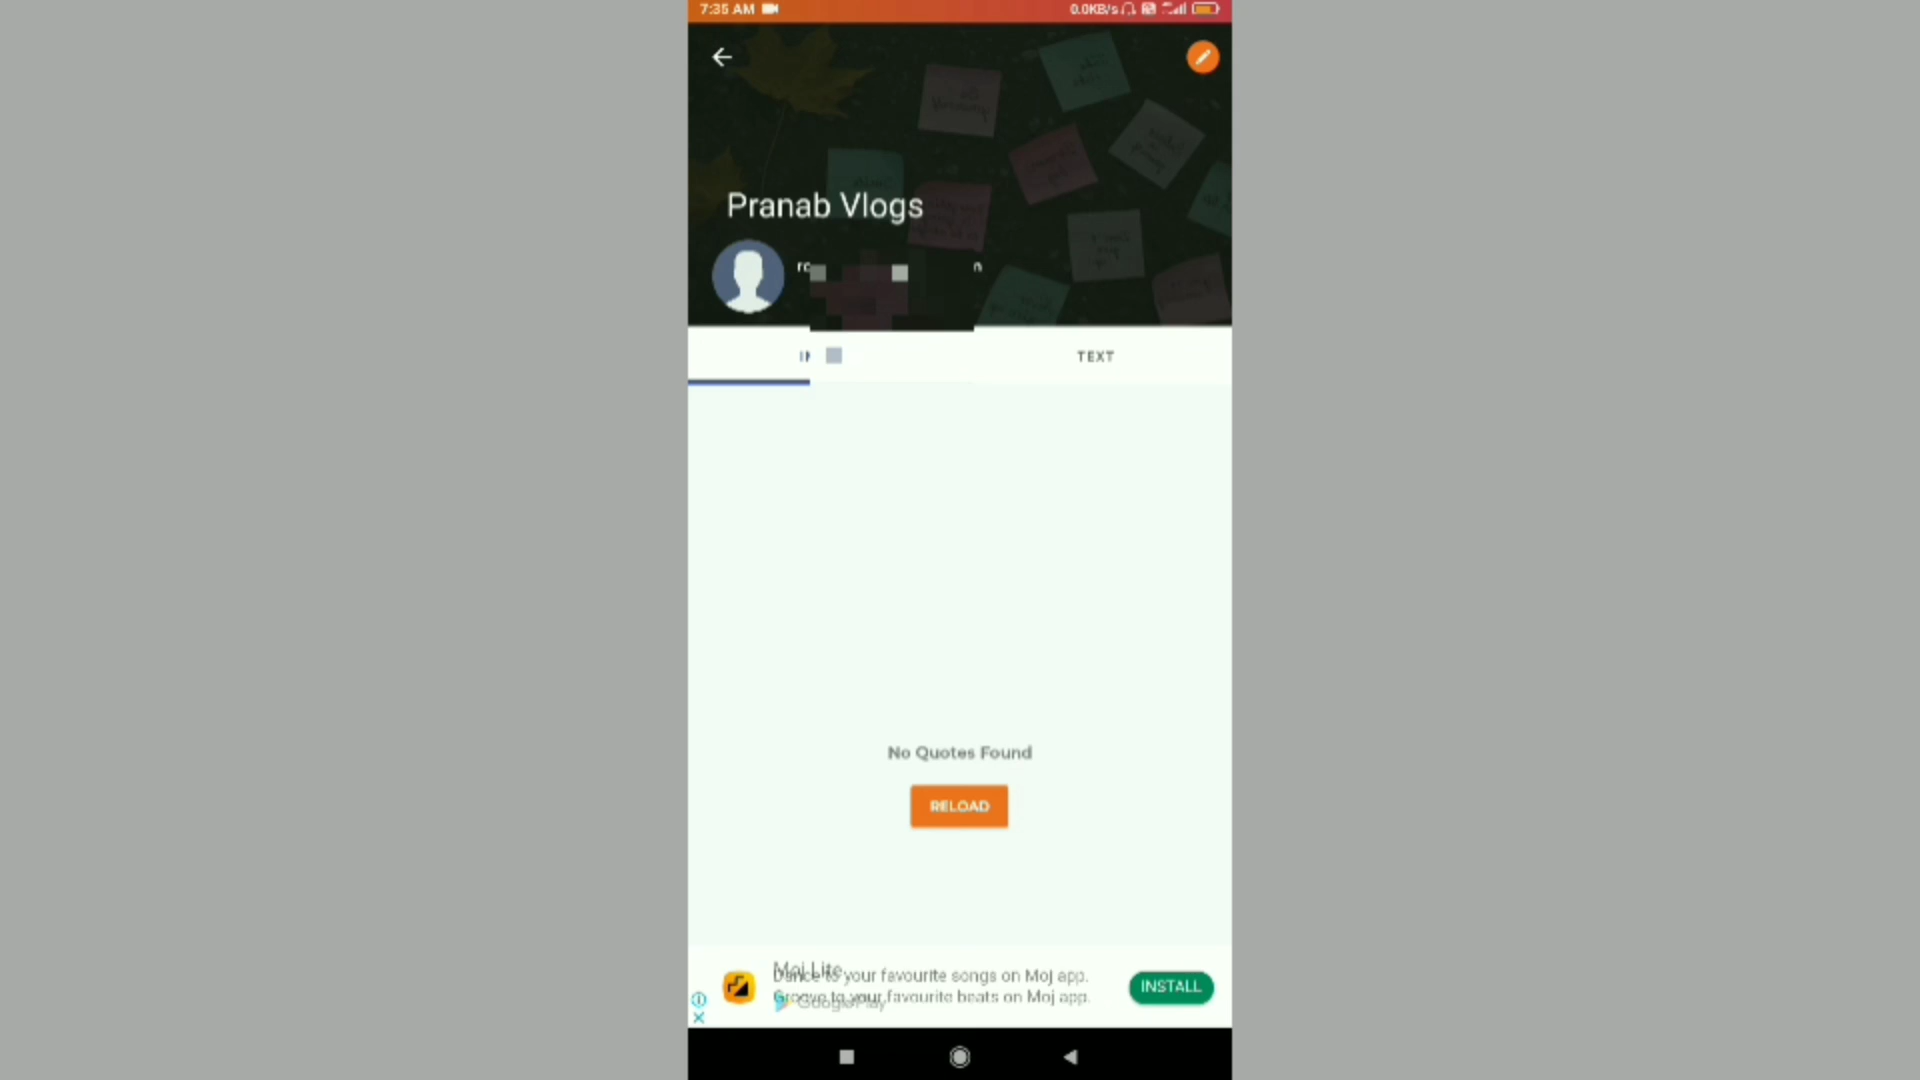 7:35 AM
0.0KB/s
Pranab Vlogs
TEXT
No Quotes Found
RELOAD
Moj Lite
Dance to your favourite songs on Moj app.
Groove to your favourite beats on Moj app.
Google Play
INSTALL